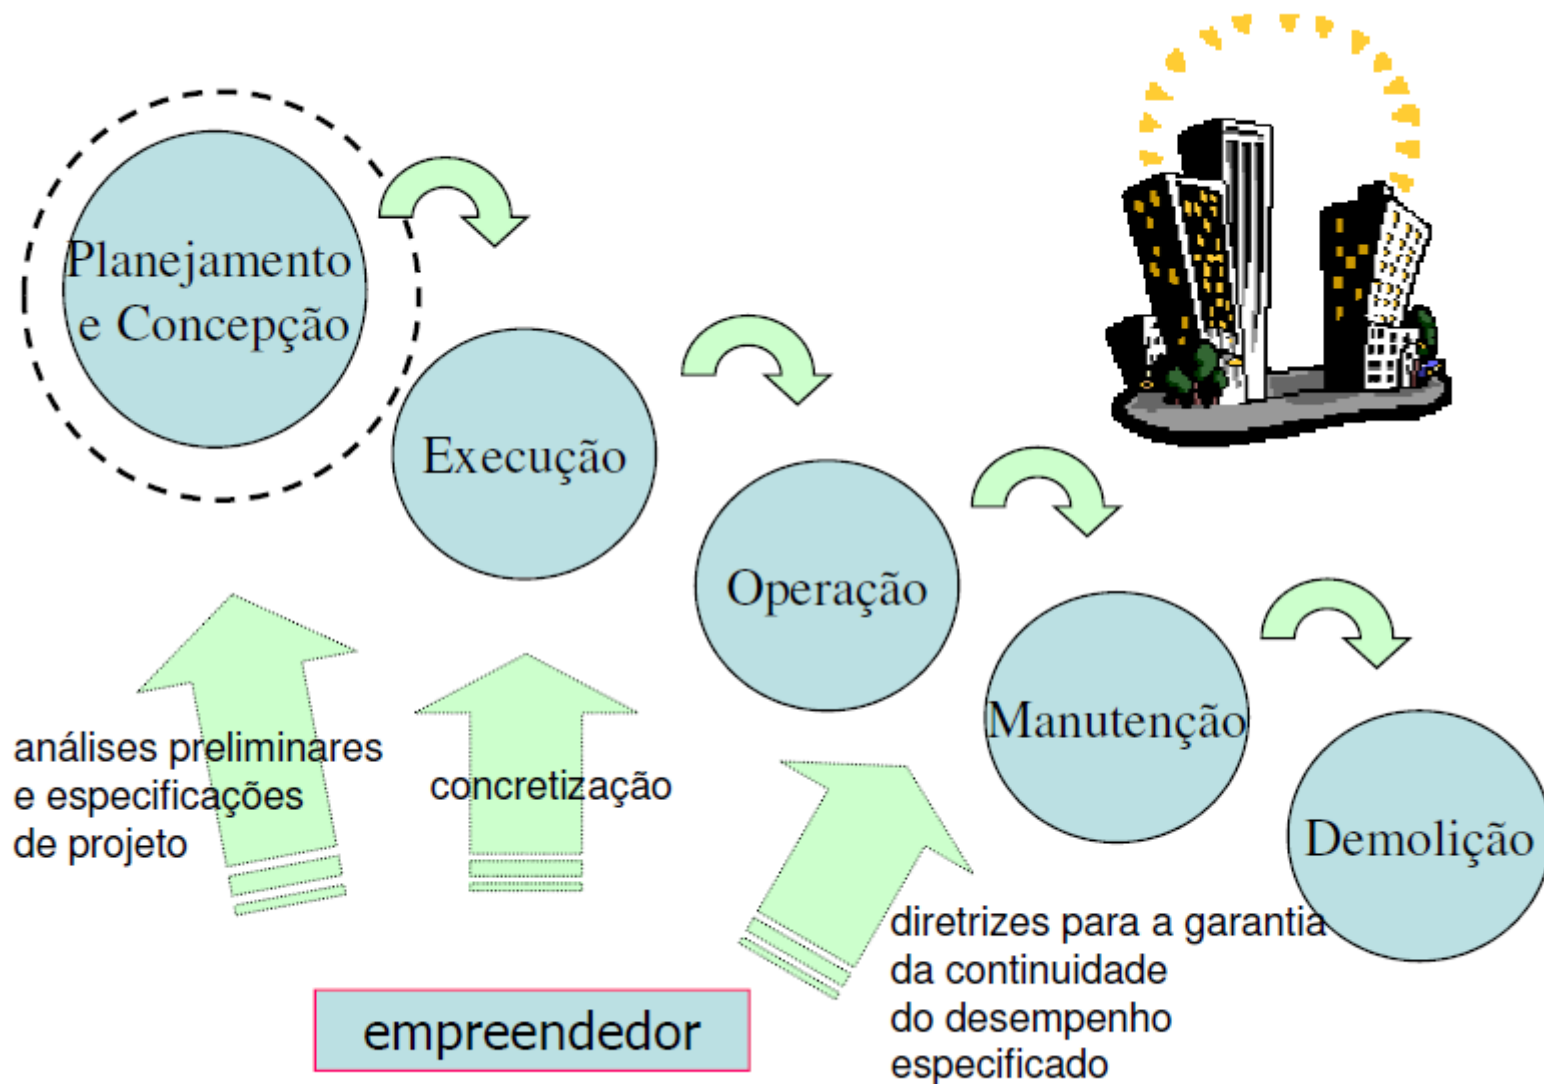 Planejamento
e Concepção
Execução
Operação
Manutenção
Demolição
análises preliminares
e especificações
de projeto
concretização
diretrizes para a garantia
da continuidade
do desempenho
especificado
empreendedor